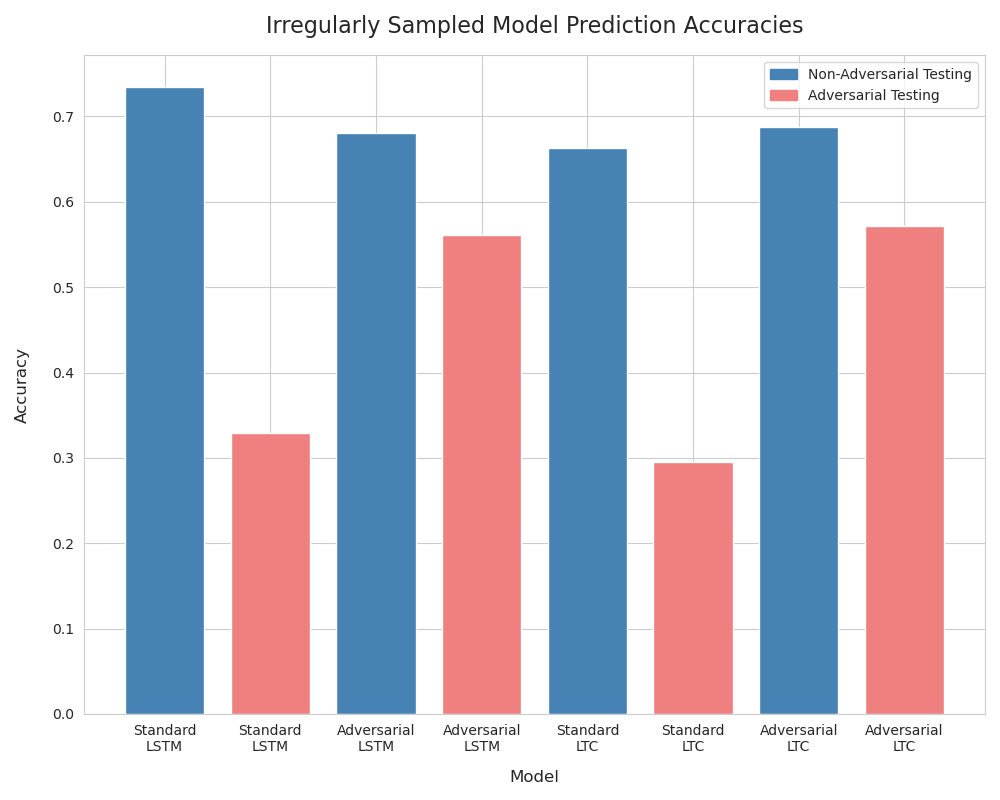 Irregularly Sampled Model Prediction Accuracies
Non-Adversarial Testing
Adversarial Testing
Accuracy
0.7
0.6
0.5
0.4
0.3
0.2
0.1
0.0
Standard
LSTM
Standard
LSTM
Adversarial
LSTM
Adversarial
LSTM
Standard
LTC
Standard
LTC
Adversarial
LTC
Adversarial
LTC
Model